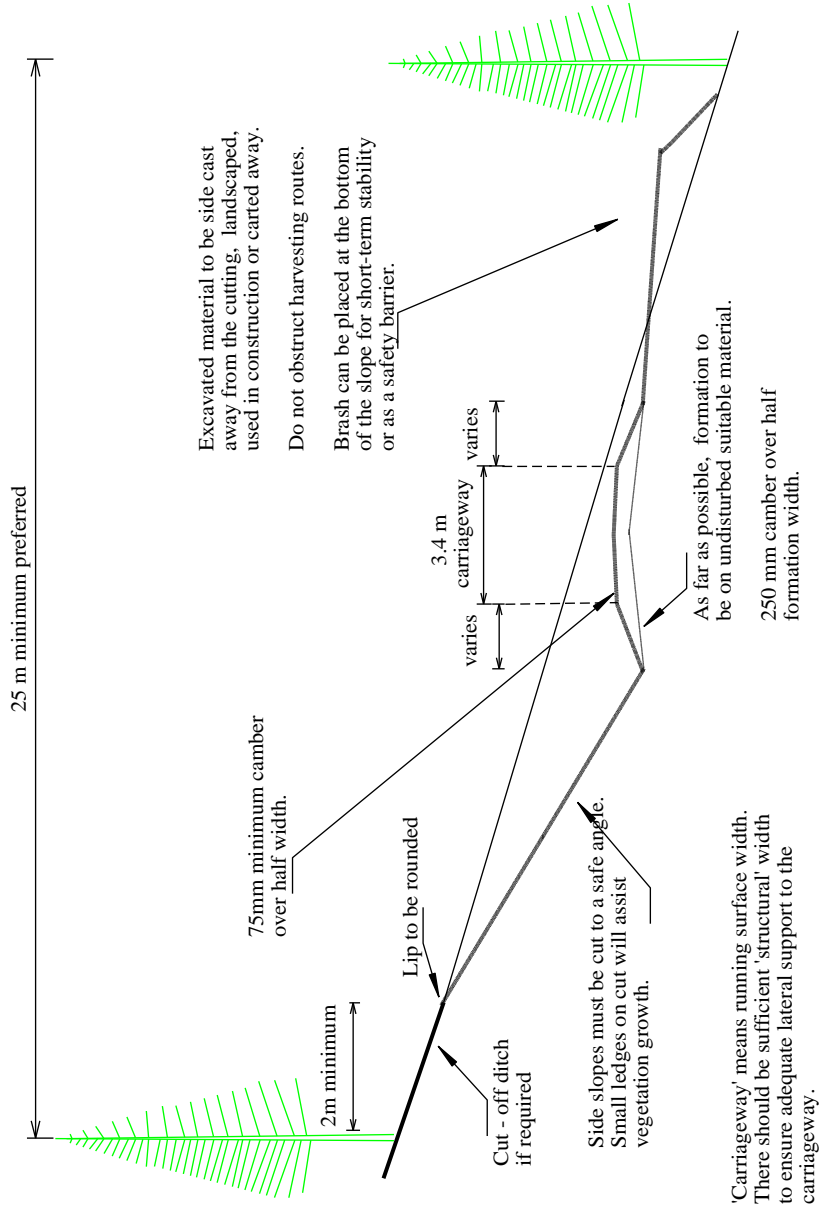 25 m minimum preferred
Excavated material to be side cast
away from the cutting, landscaped,
used in construction or carted away.
Do not obstruct harvesting routes.
Brash can be placed at the bottom
of the slope for short-term stability
or as a safety barrier.
75mm minimum camber
over half width.
2m minimum
Lip to be rounded
varies
3.4 m
carriageway
varies
Cut - off ditch
if required
Side slopes must be cut to a safe angle.
Small ledges on cut will assist
vegetation growth.
As far as possible, formation to
be on undisturbed suitable material.
250 mm camber over half
formation width.
'Carriageway' means running surface width.
There should be sufficient 'structural' width
to ensure adequate lateral support to the
carriageway.